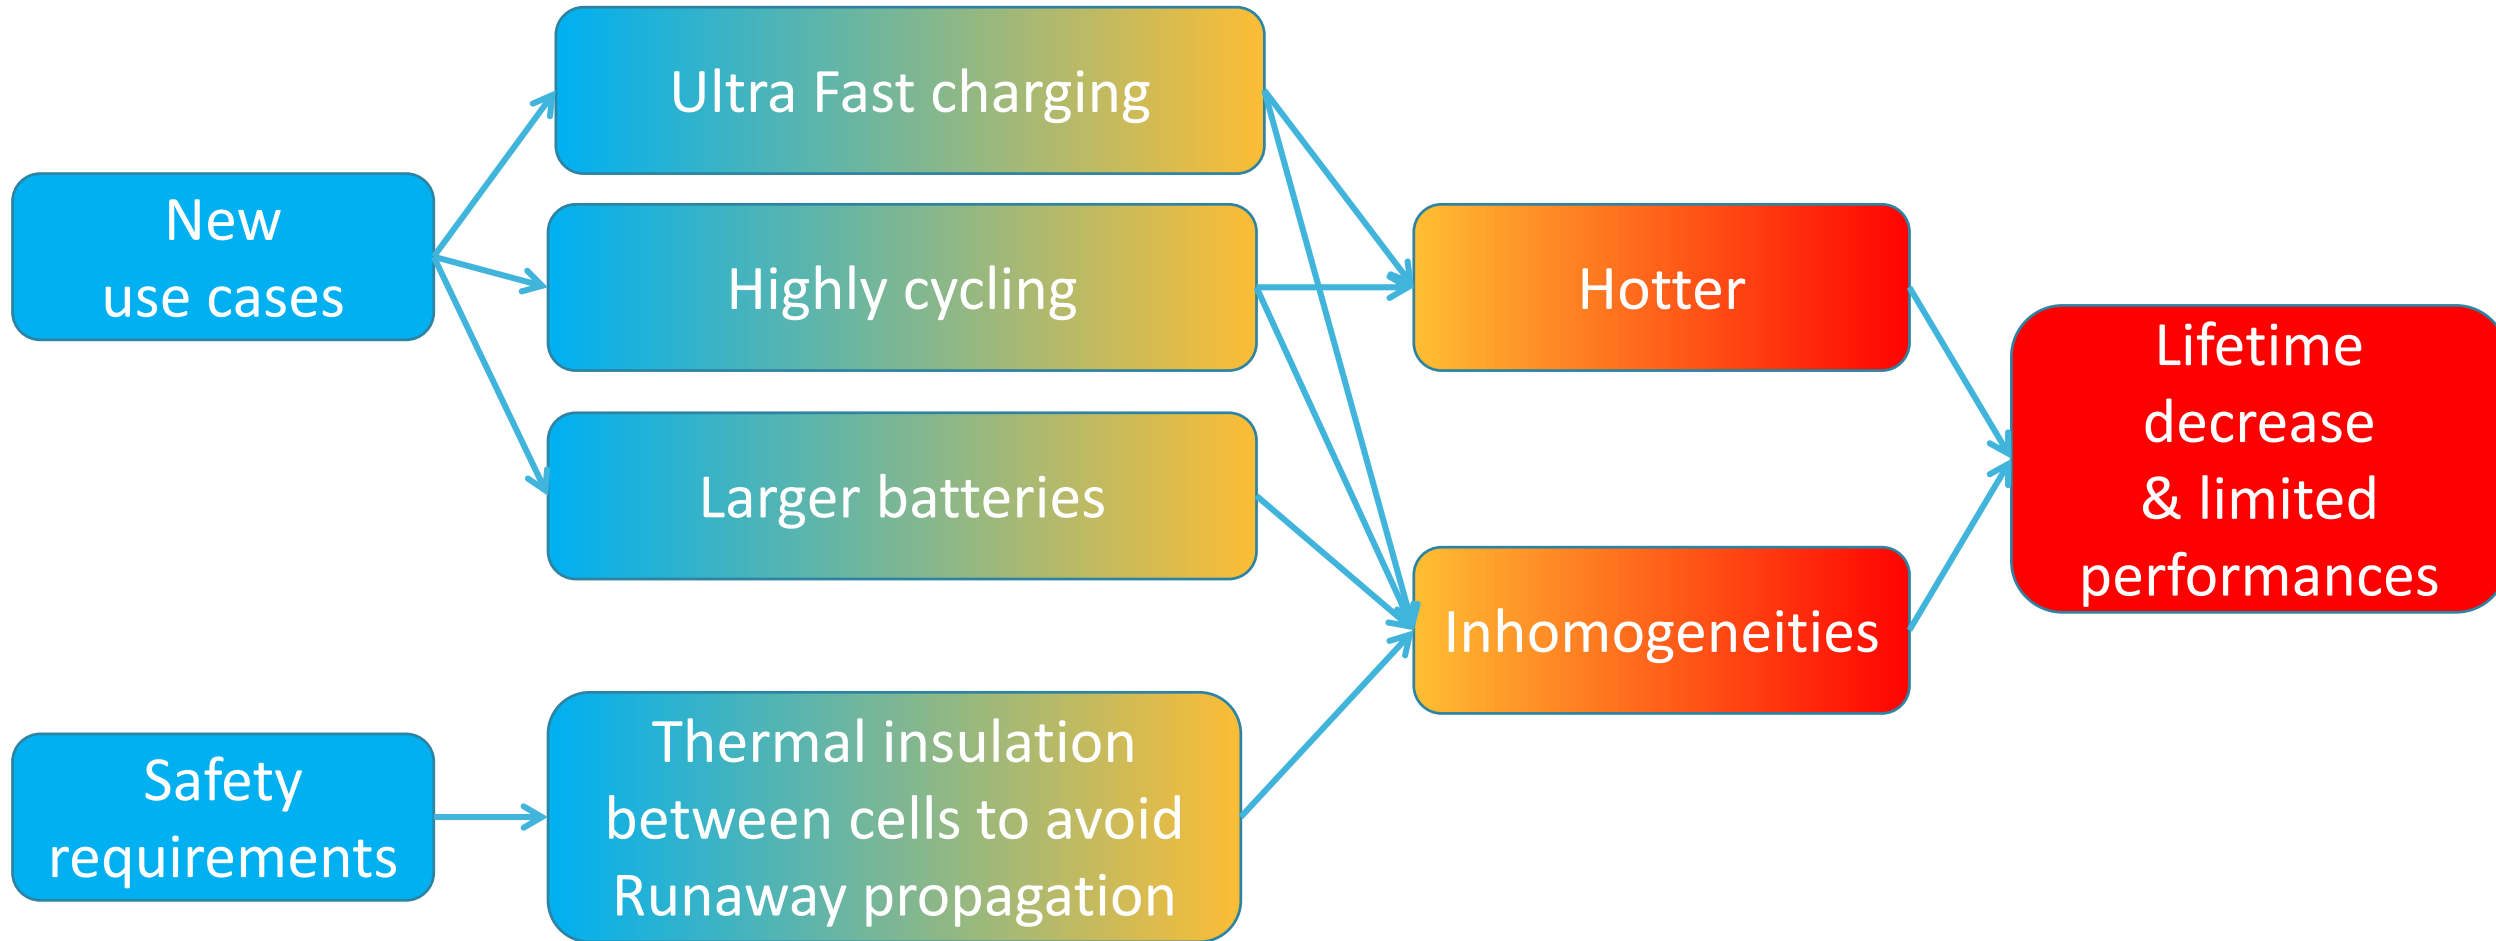 New
use cases
Safety
requirements
Ultra Fast charging
Highly cycling
Larger batteries
Thermal insulation
between cells to avoid
Runaway propagation
Hotter
Inhomogeneities
Lifetime
decrease
& limited
performances